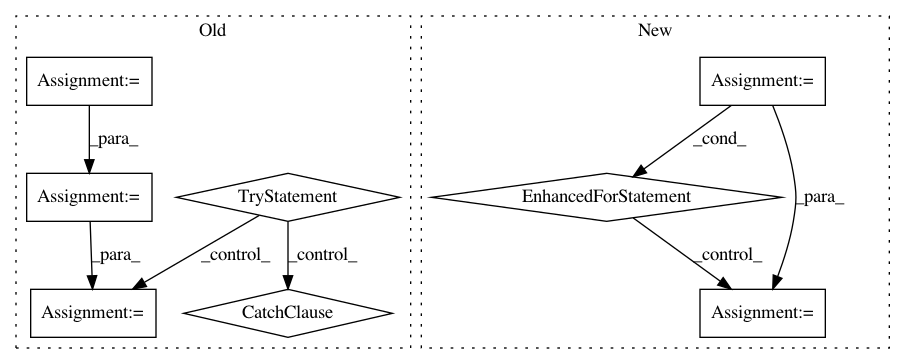 Old
New
Assignment:=
Assignment:=
_para_
_cond_
Assignment:=
TryStatement
EnhancedForStatement
_para_
_para_
_control_
_control_
_control_
Assignment:=
CatchClause
Assignment:=